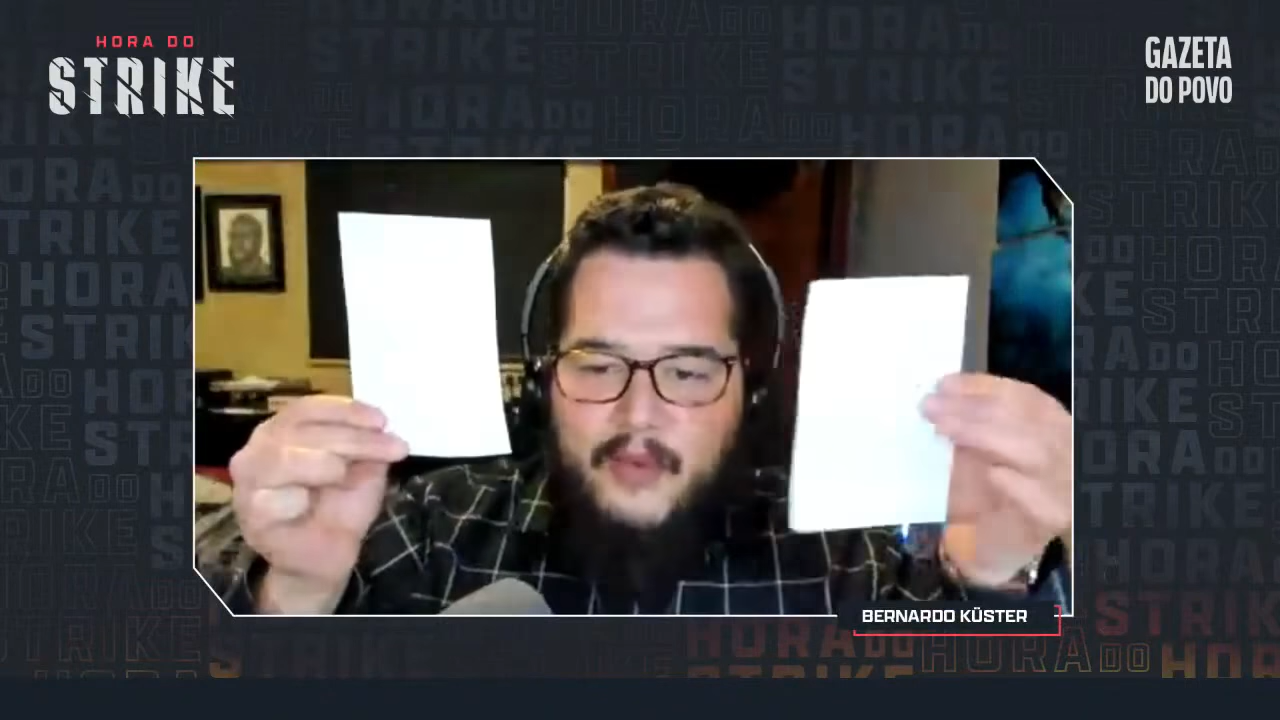 HORA DO
STRIKE
GAZETA
DO POVO
BERNARDO KÜSTER